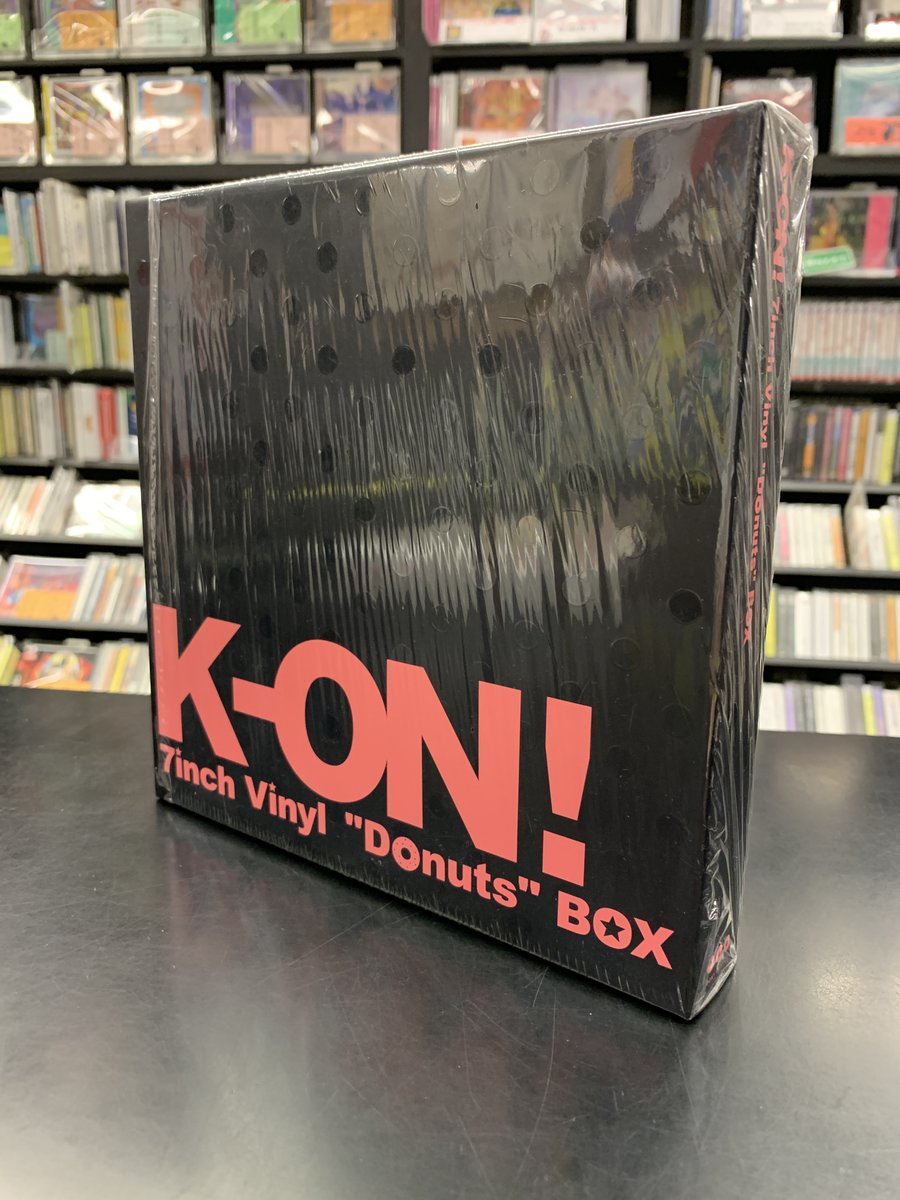 K-ON!
7inch Vinyl "DOnuts" BOX
K-ON! 7inch Vinyl "DOnuts" BOX